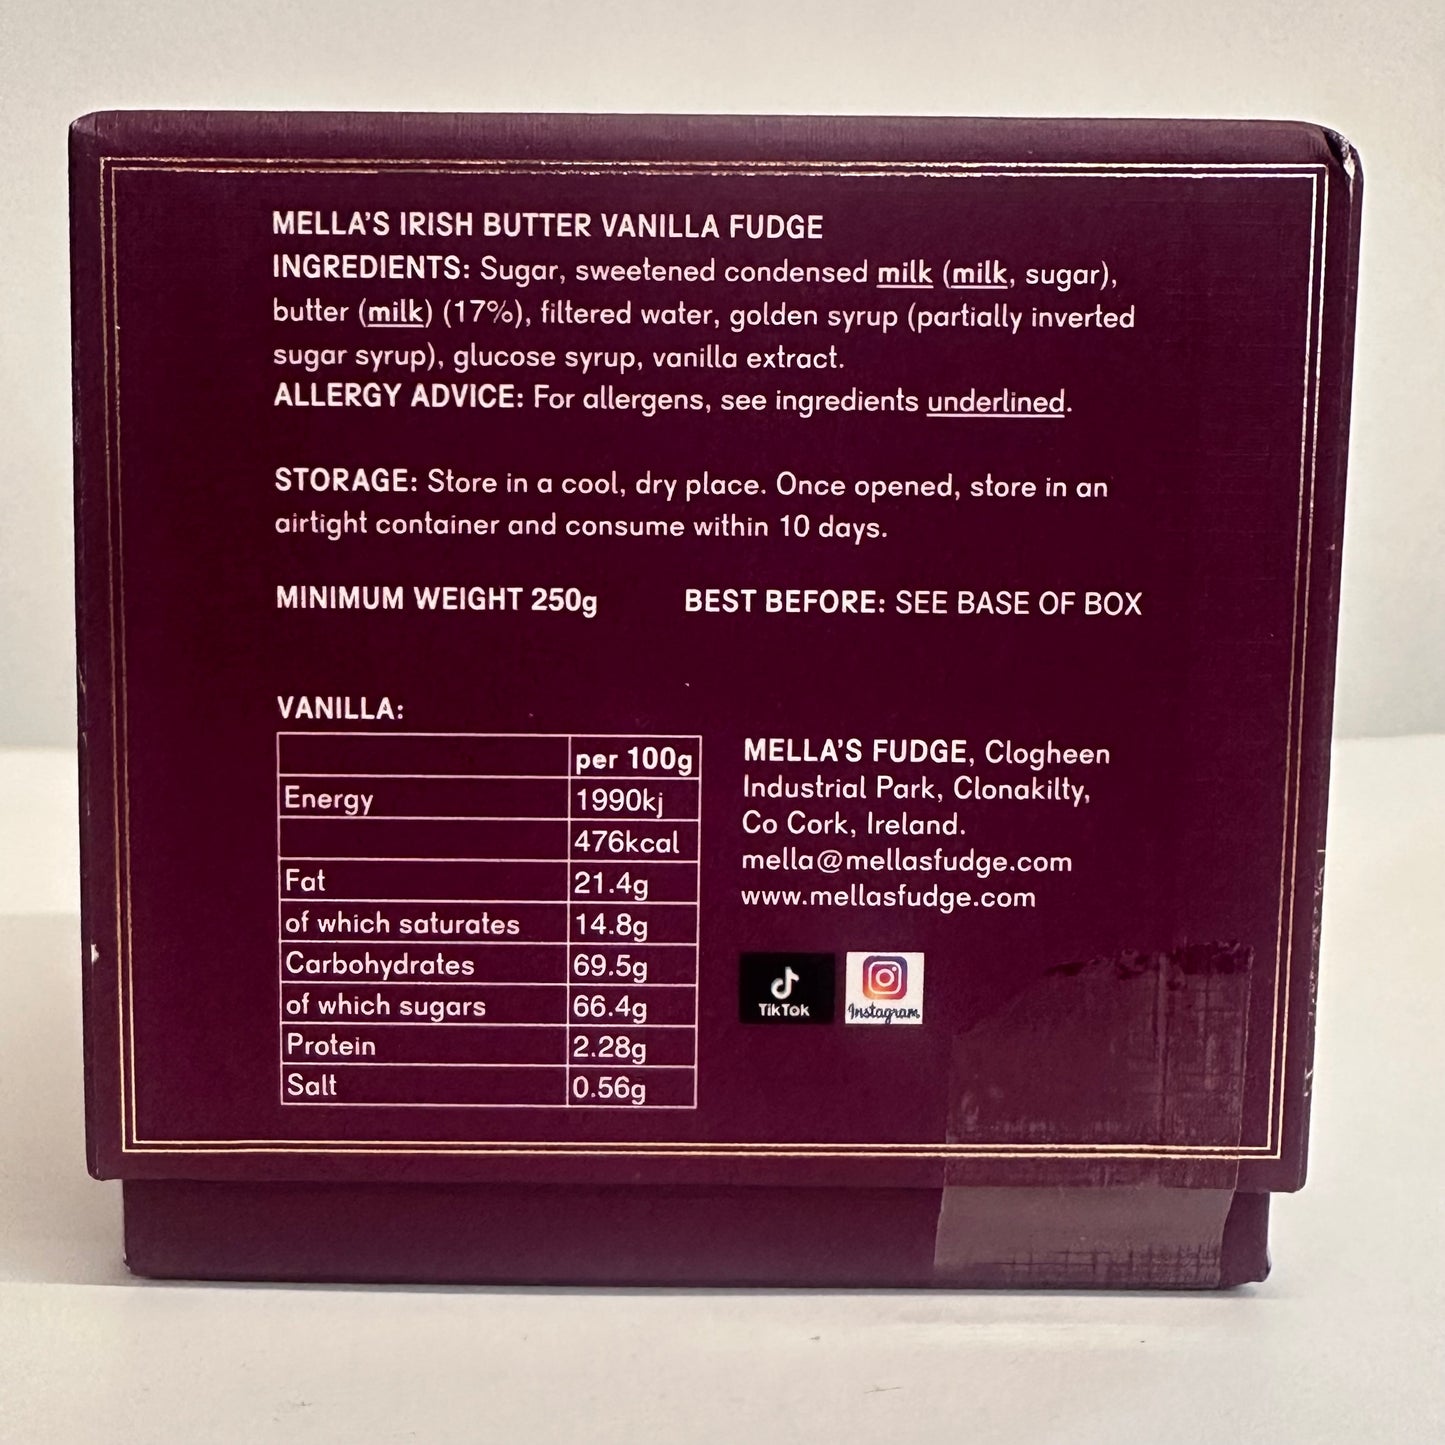 MELLA'S IRISH BUTTER VANILLA FUDGE
INGREDIENTS: Sugar, sweetened condensed milk (milk, sugar),
butter (milk) (17%), filtered water, golden syrup (partially inverted
sugar syrup), glucose syrup, vanilla extract.
ALLERGY ADVICE: For allergens, see ingredients underlined.
STORAGE: Store in a cool, dry place. Once opened, store in an
airtight container and consume within 10 days.
MINIMUM WEIGHT 250g BEST BEFORE: SEE BASE OF BOX
VANILLA:
per 100g
Energy 1990kj
476kcal
Fat 21.4g
of which saturates 14.8g
Carbohydrates 69.5g
of which sugars 66.4g
Protein 2.28g
Salt 0.56g
MELLA'S FUDGE, Clogheen
Industrial Park, Clonakilty,
Co Cork, Ireland.
mella@mellasfudge.com
www.mellasfudge.com
TikTok Instagram